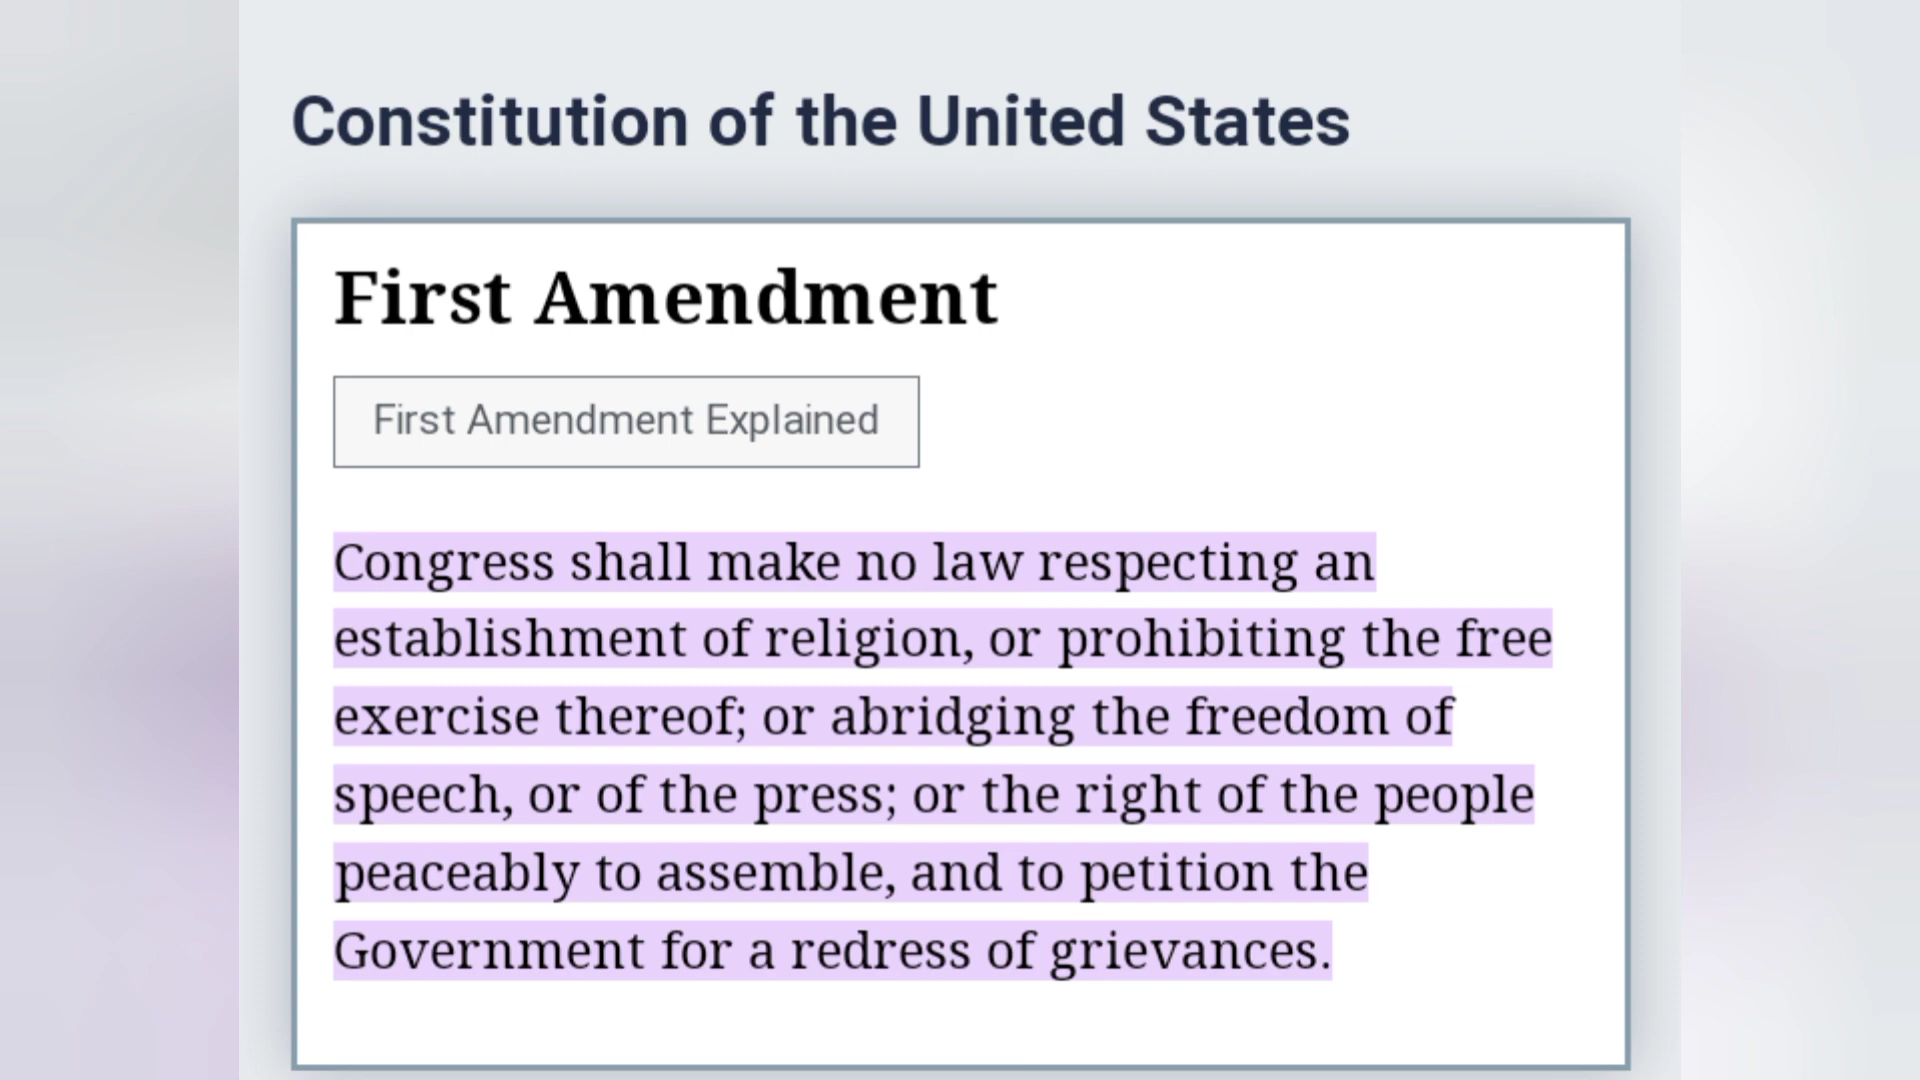 Constitution of the United States
First Amendment
First Amendment Explained
Congress shall make no law respecting an
establishment of religion, or prohibiting the free
exercise thereof; or abridging the freedom of
speech, or of the press; or the right of the people
peaceably to assemble, and to petition the
Government for a redress of grievances.